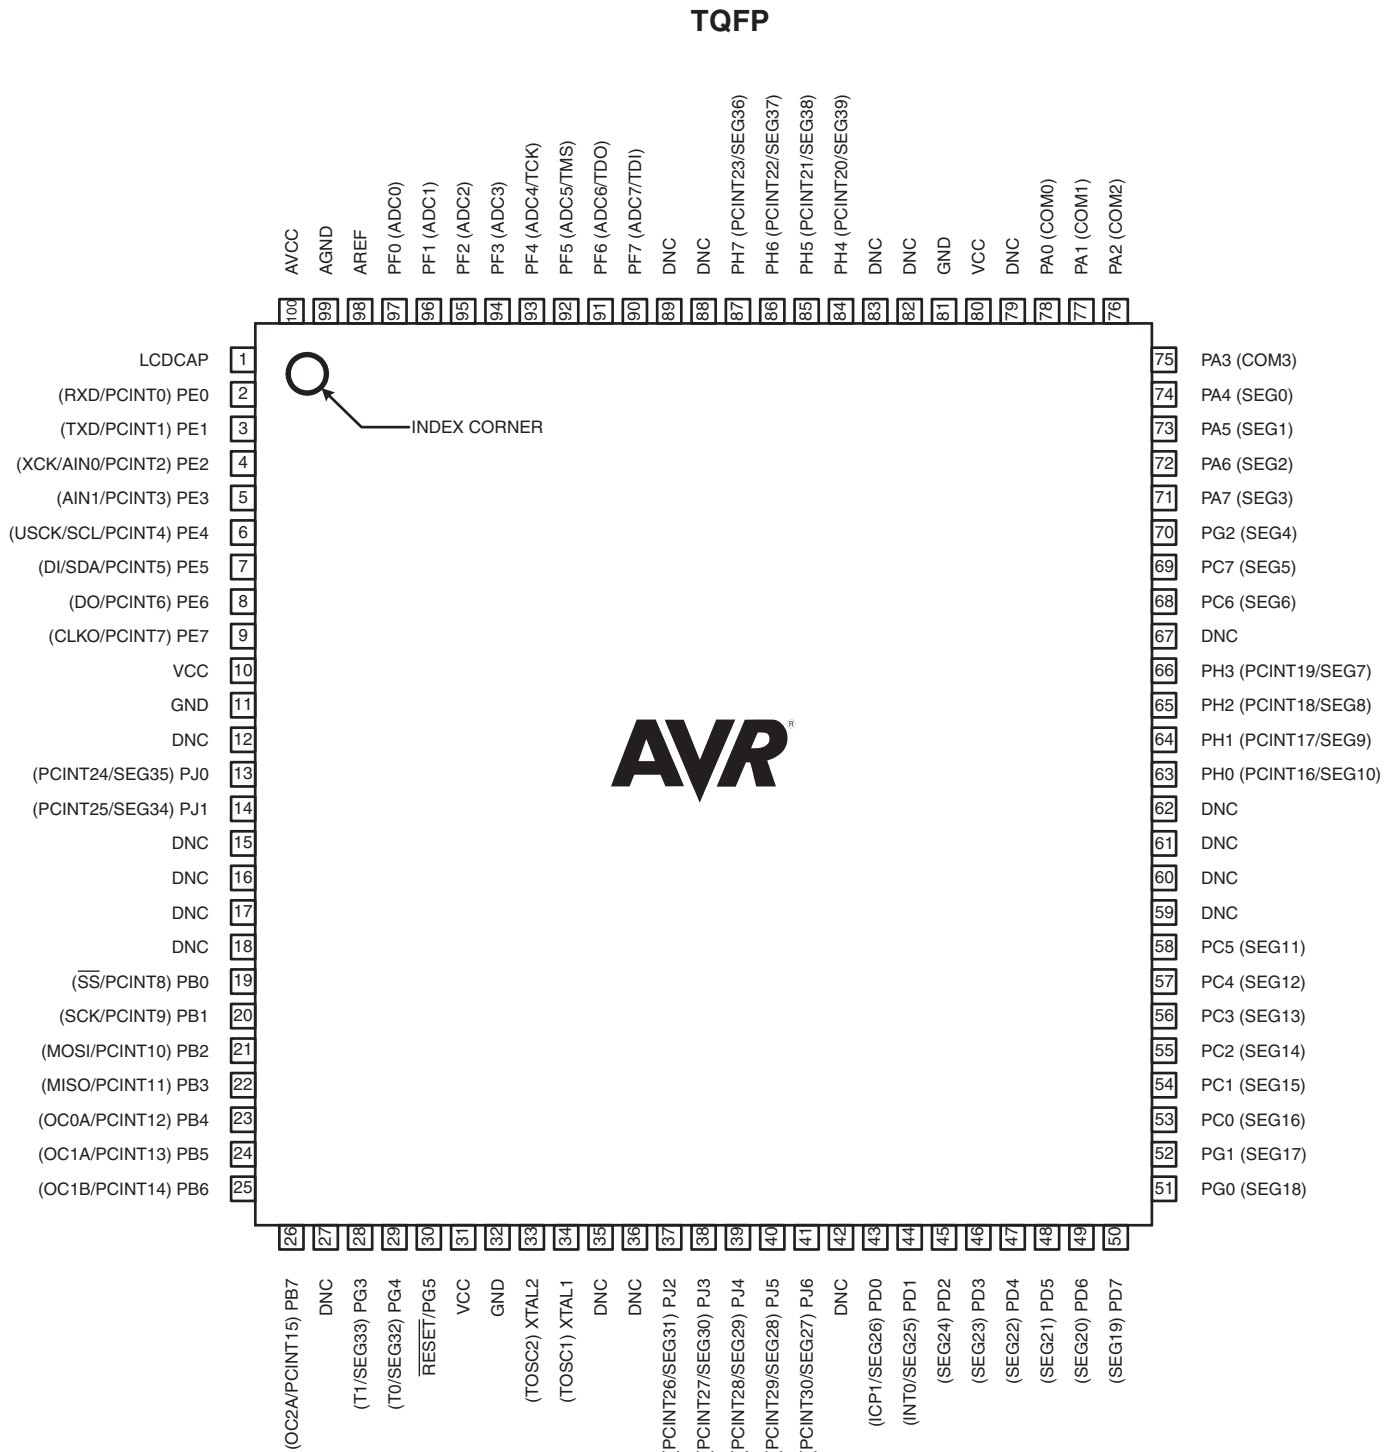 TQFP
AVCC
AGND
AREF
PF0 (ADC0)
PF1 (ADC1)
PF2 (ADC2)
PF3 (ADC3)
PF4 (ADC4/TCK)
PF5 (ADC5/TMS)
PF6 (ADC6/TDO)
PF7 (ADC7/TDI)
DNC
DNC
PH7 (PCINT23/SEG36)
PH6 (PCINT22/SEG37)
PH5 (PCINT21/SEG38)
PH4 (PCINT20/SEG39)
DNC
DNC
GND
VCC
DNC
PA0 (COM0)
PA1 (COM1)
PA2 (COM2)
100 99 98 97 96 95 94 93 92 91 90 89 88 87 86 85 84 83 82 81 80 79 78 77 76
LCDCAP 1
(RXD/PCINT0) PE0 2
(TXD/PCINT1) PE1 3
(XCK/AIN0/PCINT2) PE2 4
(AIN1/PCINT3) PE3 5
(USCK/SCL/PCINT4) PE4 6
(DI/SDA/PCINT5) PE5 7
(DO/PCINT6) PE6 8
(CLKO/PCINT7) PE7 9
VCC 10
GND 11
DNC 12
(PCINT24/SEG35) PJ0 13
(PCINT25/SEG34) PJ1 14
DNC 15
DNC 16
DNC 17
DNC 18
(SS/PCINT8) PB0 19
(SCK/PCINT9) PB1 20
(MOSI/PCINT10) PB2 21
(MISO/PCINT11) PB3 22
(OC0A/PCINT12) PB4 23
(OC1A/PCINT13) PB5 24
(OC1B/PCINT14) PB6 25
INDEX CORNER
AVR®
75 PA3 (COM3)
74 PA4 (SEG0)
73 PA5 (SEG1)
72 PA6 (SEG2)
71 PA7 (SEG3)
70 PG2 (SEG4)
69 PC7 (SEG5)
68 PC6 (SEG6)
67 DNC
66 PH3 (PCINT19/SEG7)
65 PH2 (PCINT18/SEG8)
64 PH1 (PCINT17/SEG9)
63 PH0 (PCINT16/SEG10)
62 DNC
61 DNC
60 DNC
59 DNC
58 PC5 (SEG11)
57 PC4 (SEG12)
56 PC3 (SEG13)
55 PC2 (SEG14)
54 PC1 (SEG15)
53 PC0 (SEG16)
52 PG1 (SEG17)
51 PG0 (SEG18)
26 27 28 29 30 31 32 33 34 35 36 37 38 39 40 41 42 43 44 45 46 47 48 49 50
(OC2A/PCINT15) PB7
DNC
(T1/SEG33) PG3
(T0/SEG32) PG4
RESET/PG5
VCC
GND
(TOSC2) XTAL2
(TOSC1) XTAL1
DNC
DNC
(PCINT26/SEG31) PJ2
(PCINT27/SEG30) PJ3
(PCINT28/SEG29) PJ4
(PCINT29/SEG28) PJ5
(PCINT30/SEG27) PJ6
DNC
(ICP1/SEG26) PD0
(INT0/SEG25) PD1
(SEG24) PD2
(SEG23) PD3
(SEG22) PD4
(SEG21) PD5
(SEG20) PD6
(SEG19) PD7